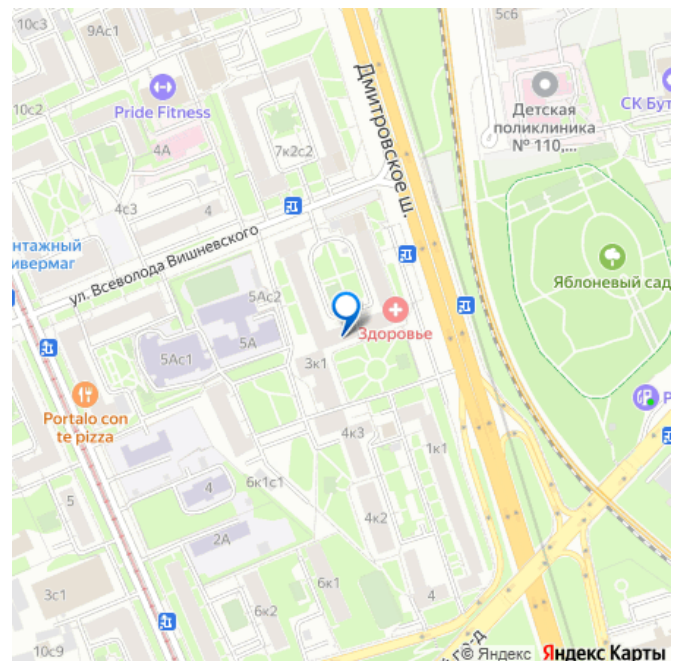 10с3
9Ас1
5с6
Pride Fitness
10с2
4А
7к2с2
Дмитровское ш.
Детская
поликлиника
№ 110,...
СК Бут
4с3
4
ул. Всеволода Вишневского
нтажный
ивермаг
Яблоневый сад
5Ас2
5А
5Ас1
Здоровье
3к1
Portalo con
te pizza
Р
4к3
1к1
4
6к1с1
5
4к2
2А
3с1
6к1
6к2
4
10с9
© Яндекс Яндекс Карты